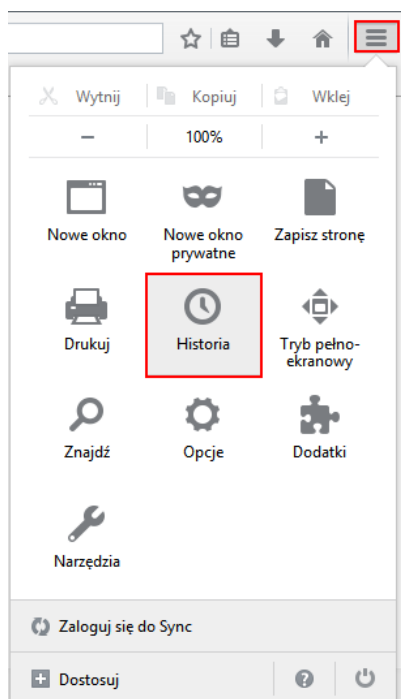 Wytnij Kopiuj Wklej
− 100% +
Nowe okno Nowe okno prywatne Zapisz stronę
Drukuj Historia Tryb pełno-ekranowy
Znajdź Opcje Dodatki
Narzędzia
Zaloguj się do Sync
Dostosuj ?